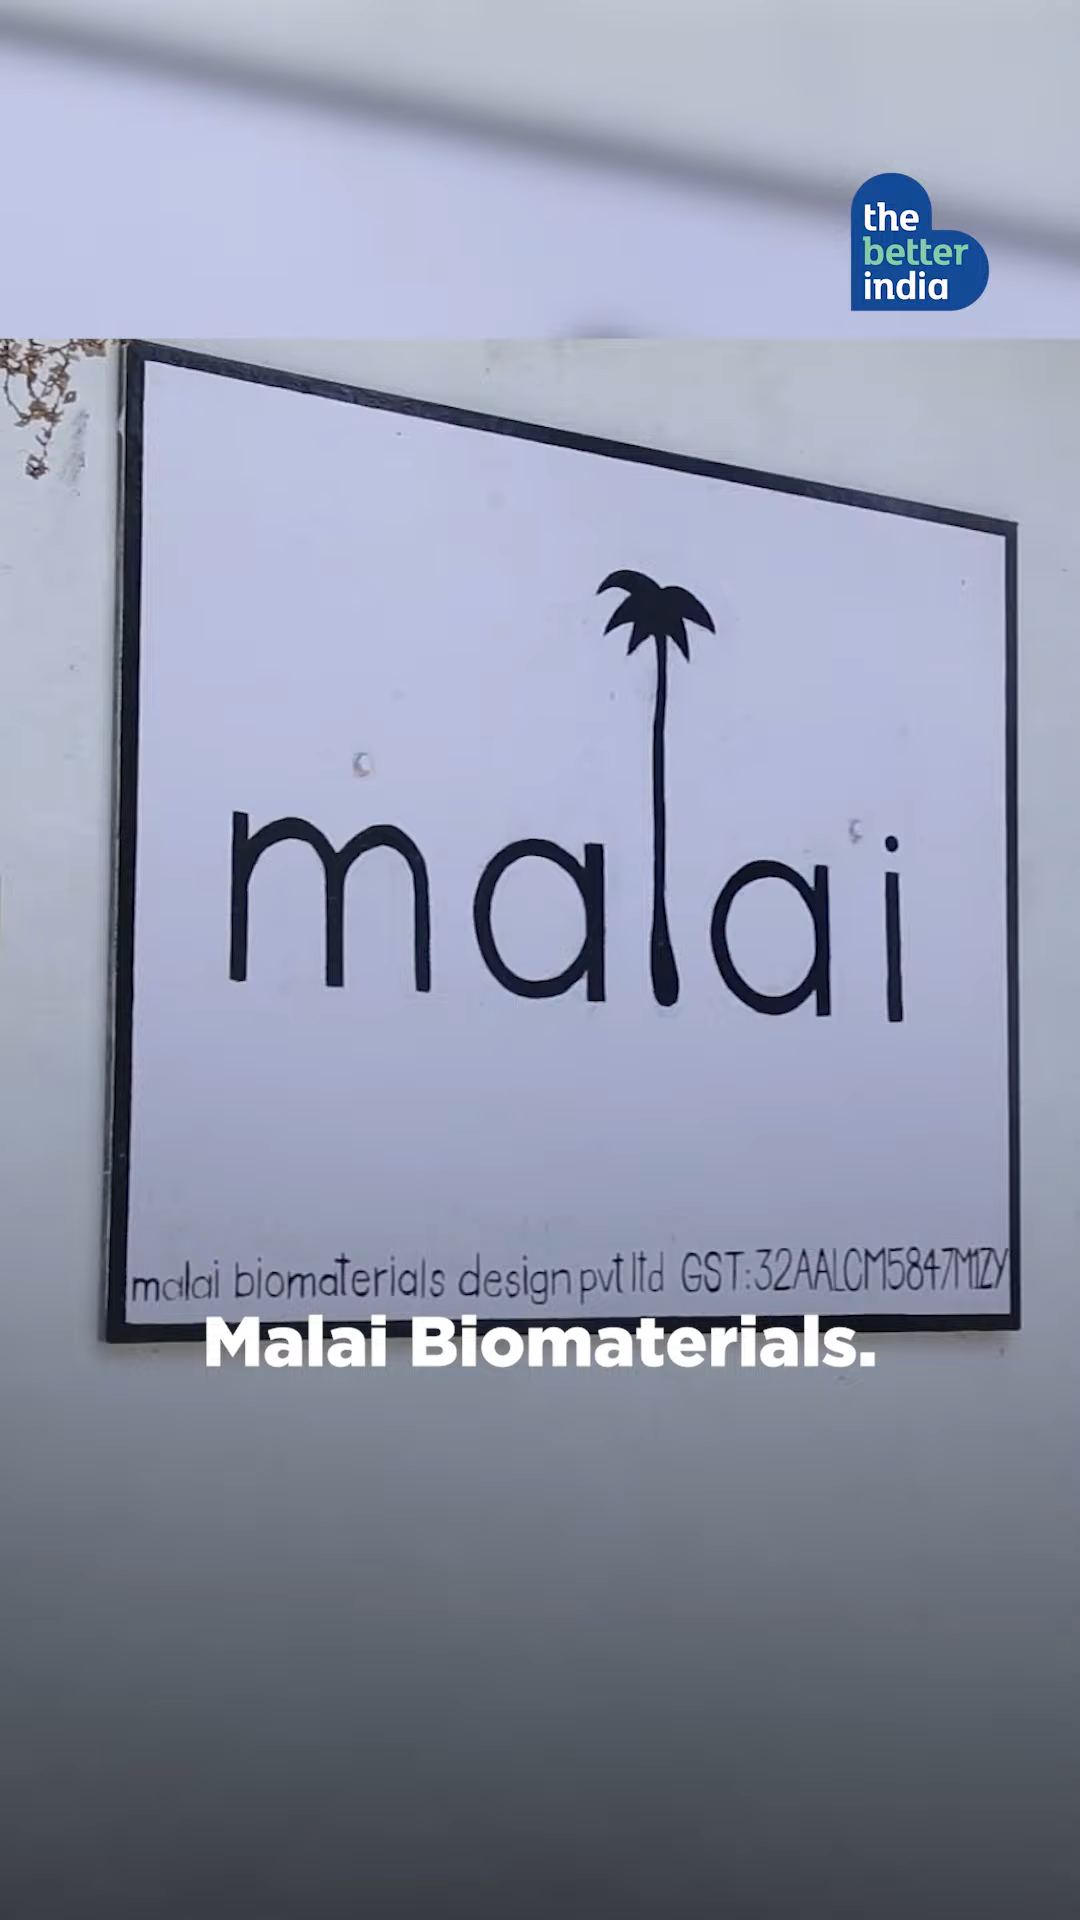 the
better
india
malai
malai biomaterials design pvt ltd GST:32AALCM5847M1ZY
Malai Biomaterials.